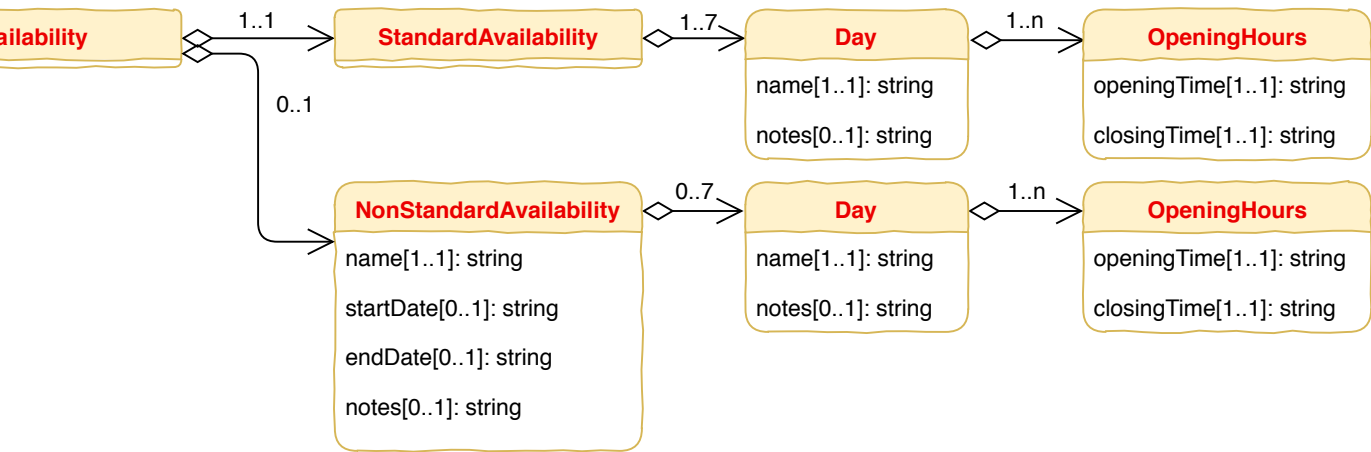 ailability
1..1
StandardAvailability
1..7
Day
name[1..1]: string
notes[0..1]: string
1..n
OpeningHours
openingTime[1..1]: string
closingTime[1..1]: string
0..1
NonStandardAvailability
name[1..1]: string
startDate[0..1]: string
endDate[0..1]: string
notes[0..1]: string
0..7
Day
name[1..1]: string
notes[0..1]: string
1..n
OpeningHours
openingTime[1..1]: string
closingTime[1..1]: string